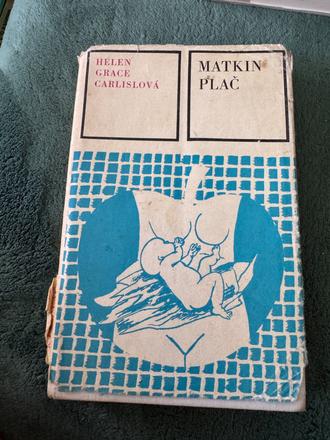 HELEN
GRACE
CARLISLOVÁ
MATKIN
PLAČ